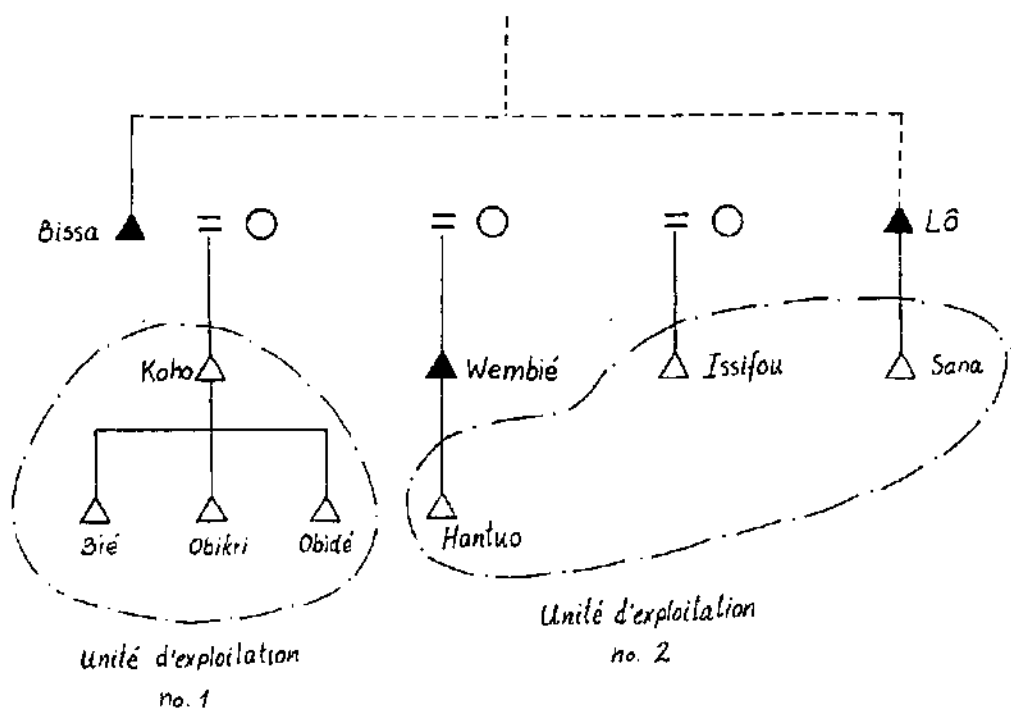 Bissa
Lô
Koho
Wembié
Issifou
Sana
Bié
Obikri
Obidé
Hantuo
Unité d'exploitation
no. 1
Unité d'exploitation
no. 2